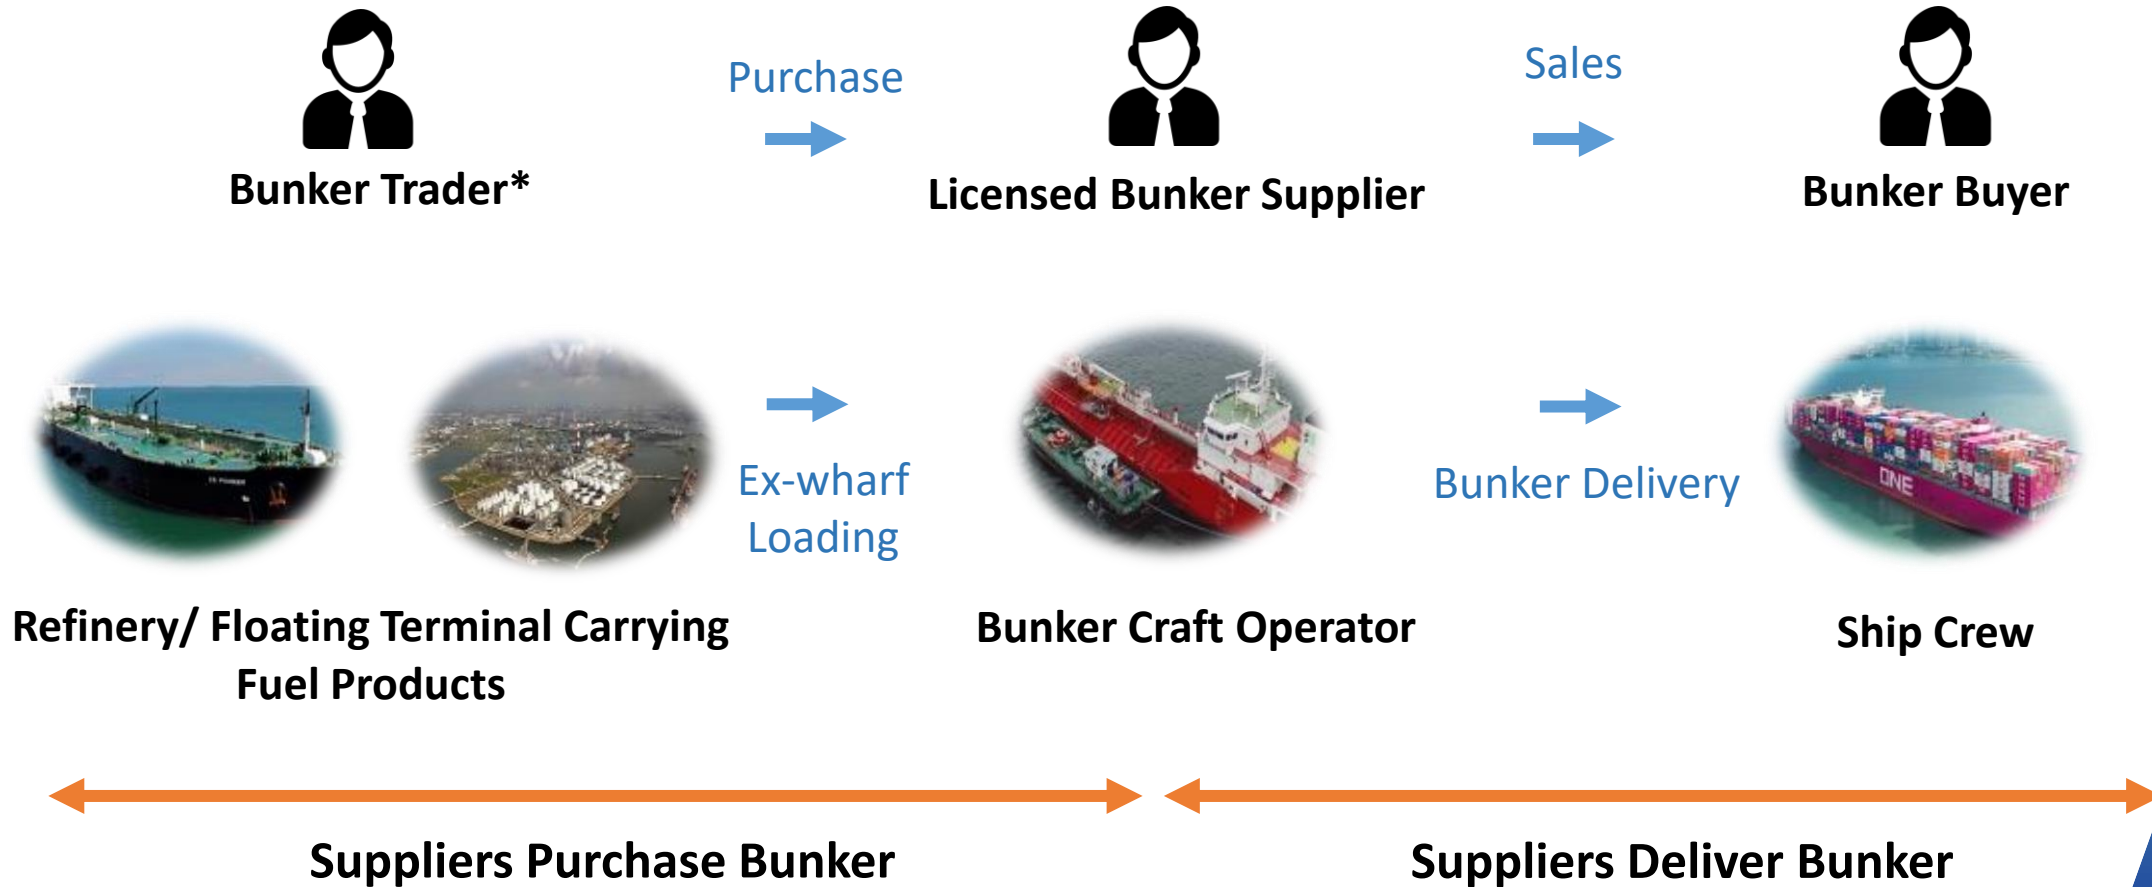 Purchase
Sales
Bunker Trader*
Licensed Bunker Supplier
Bunker Buyer
Ex-wharf
Loading
Bunker Delivery
ONE
Refinery/ Floating Terminal Carrying
Fuel Products
Bunker Craft Operator
Ship Crew
Suppliers Purchase Bunker
Suppliers Deliver Bunker